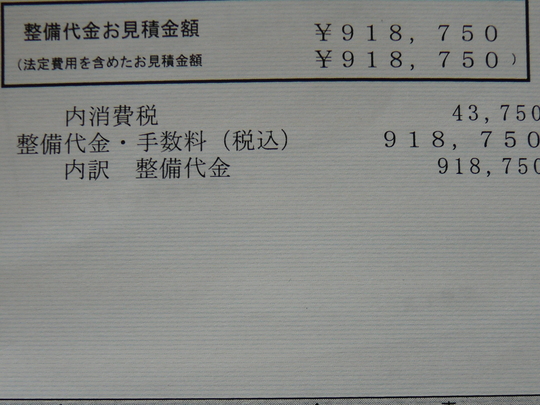 整備代金お見積金額 ￥918,750
(法定費用を含めたお見積金額 ￥918,750)
内消費税 43,750
整備代金・手数料(税込) 918,750
内訳 整備代金 918,750